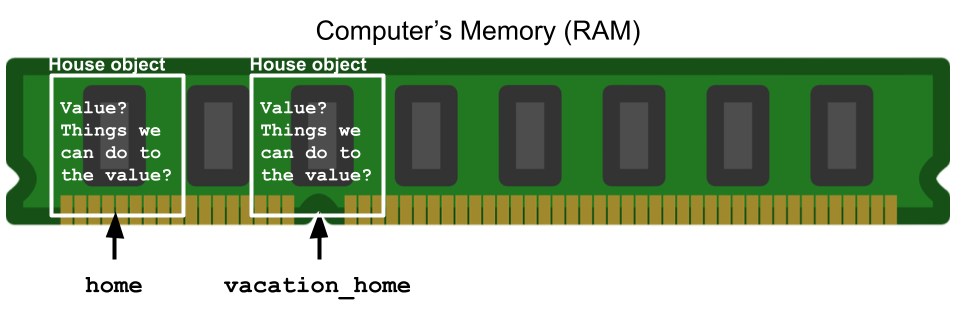 Computer's Memory (RAM)
House object
House object
Value?
Things we
can do to
the value?
Value?
Things we
can do to
the value?
home
vacation_home